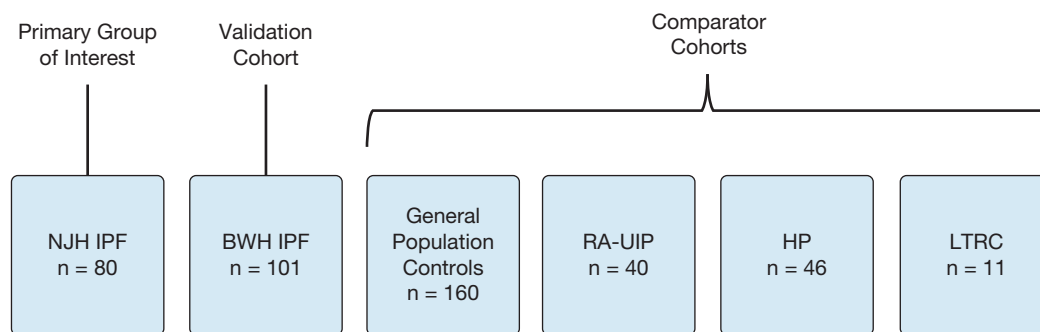 Primary Group
of Interest
Validation
Cohort
Comparator
Cohorts
NJH IPF
n = 80
BWH IPF
n = 101
General
Population
Controls
n = 160
RA-UIP
n = 40
HP
n = 46
LTRC
n = 11